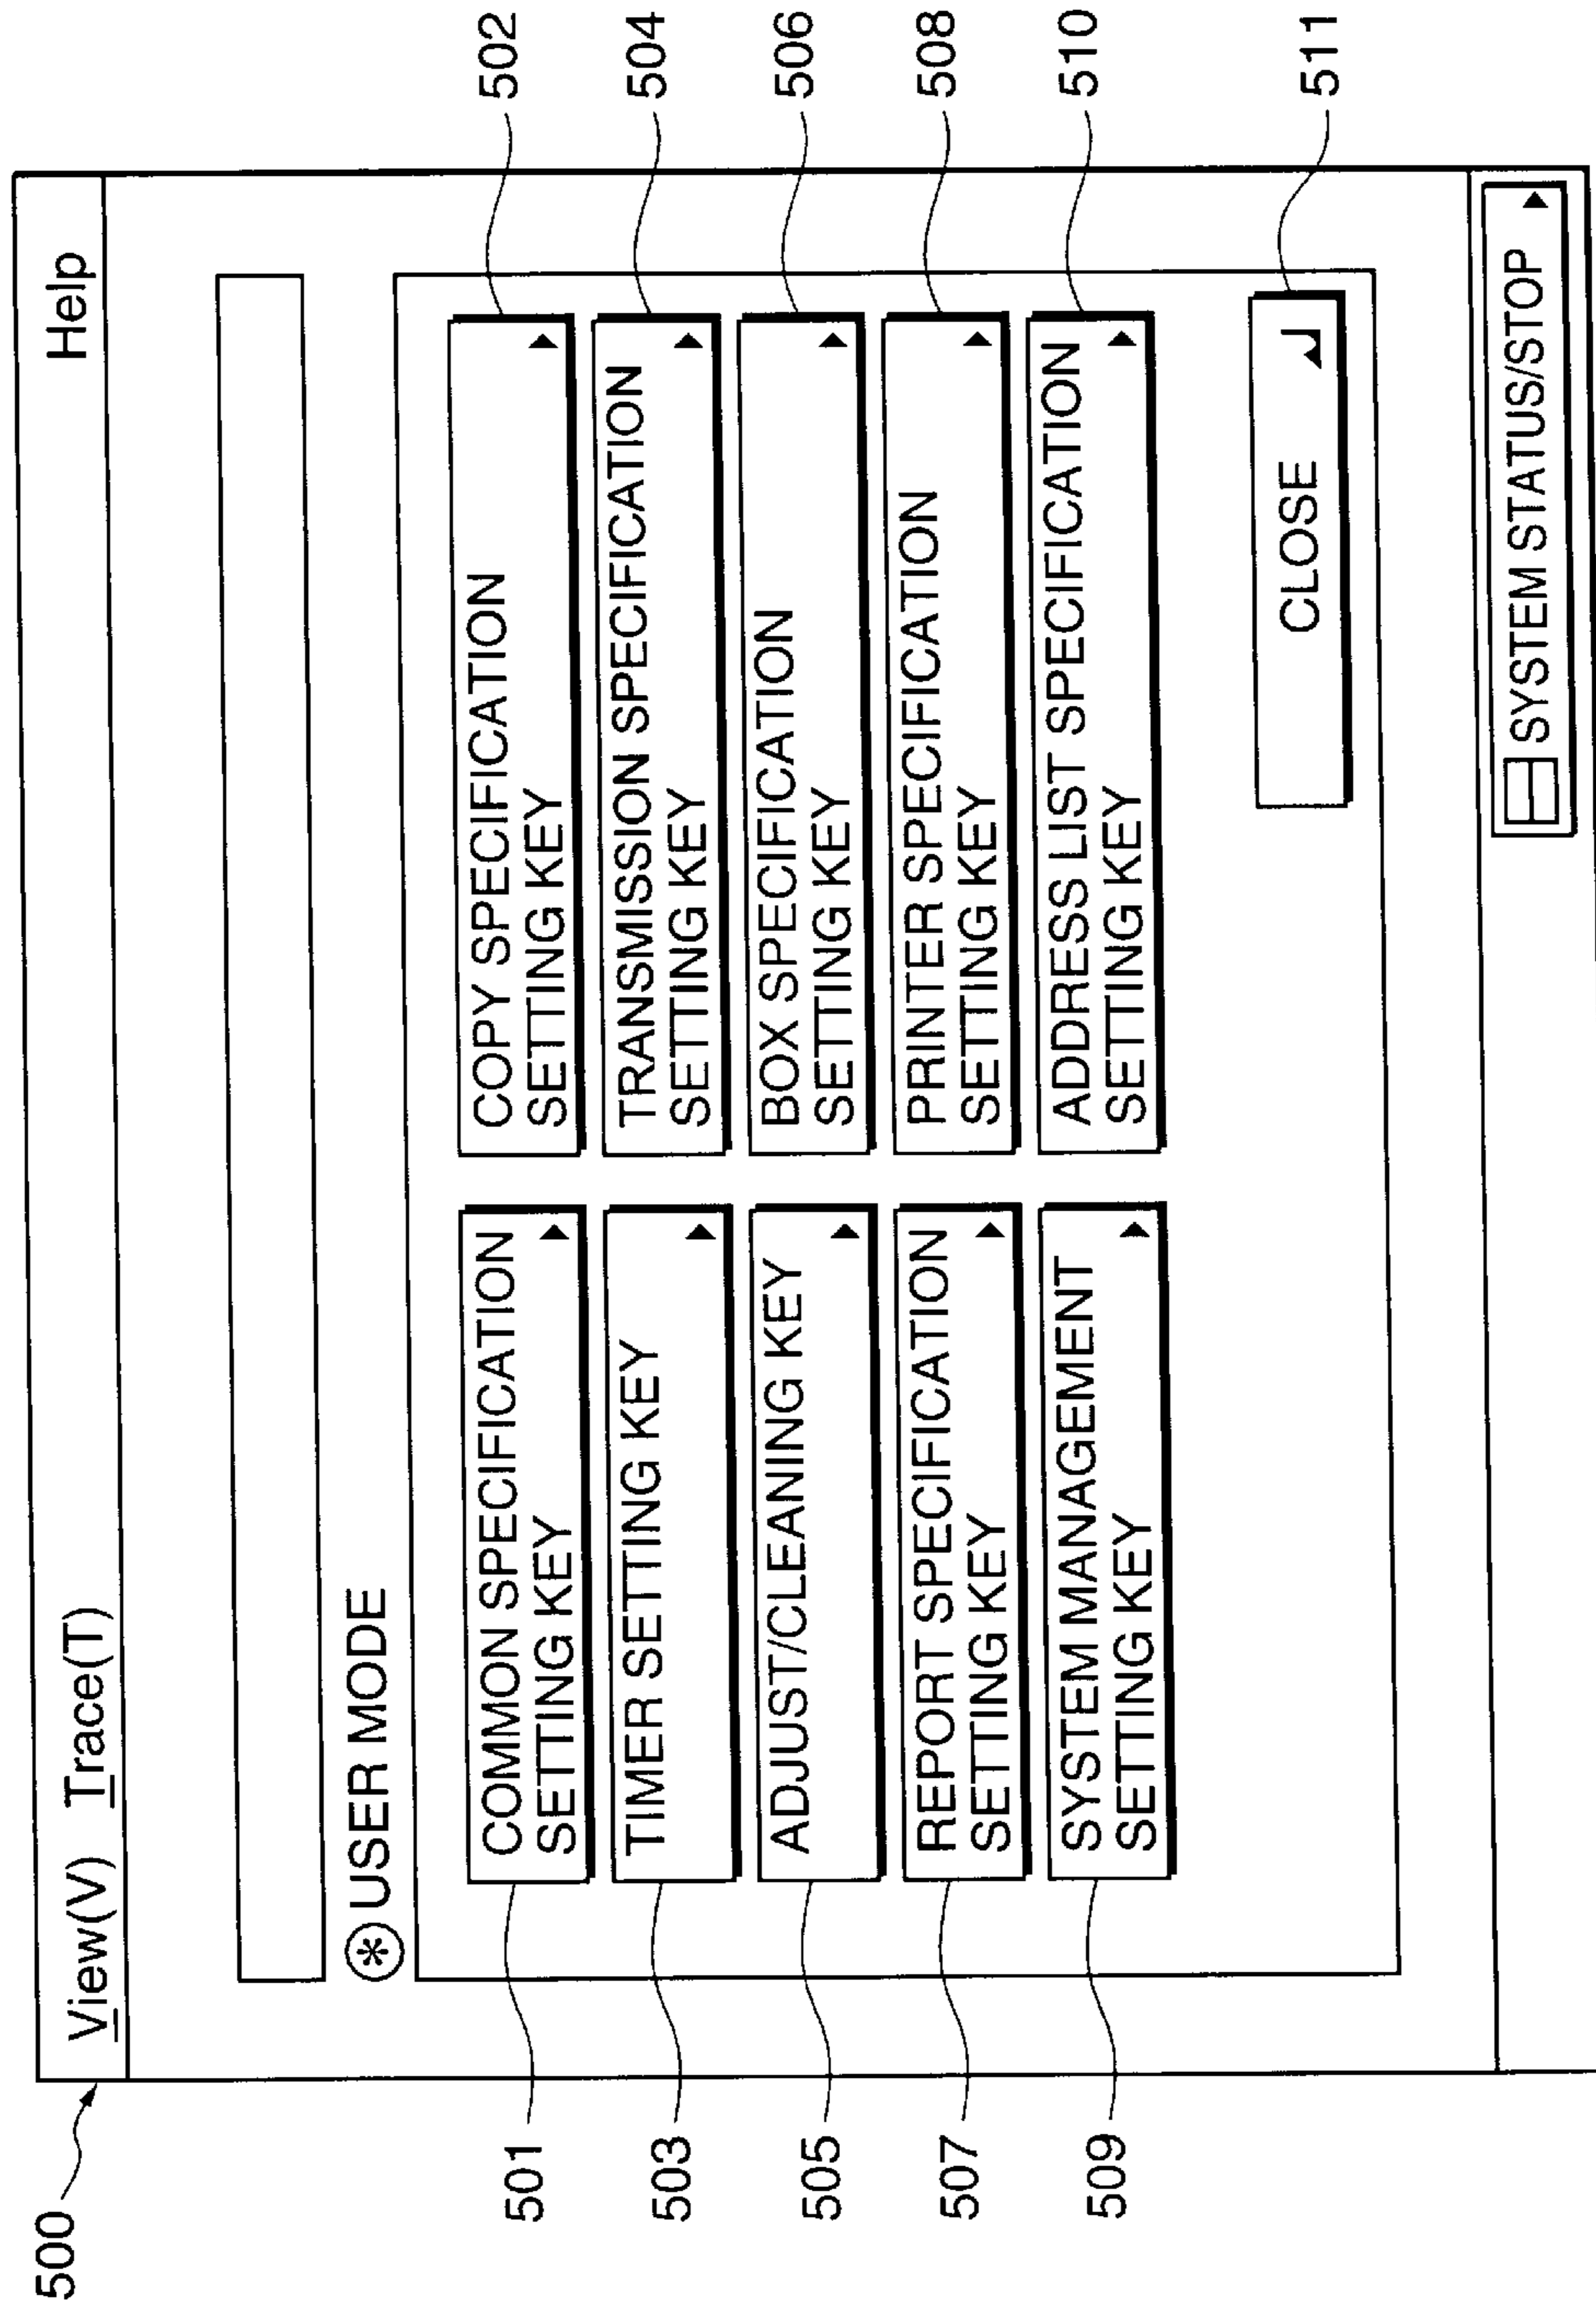 500
View(V) Trace(T) Help
USER MODE
501
COMMON SPECIFICATION
SETTING KEY
COPY SPECIFICATION
SETTING KEY
502
503
TIMER SETTING KEY
TRANSMISSION SPECIFICATION
SETTING KEY
504
505
ADJUST/CLEANING KEY
BOX SPECIFICATION
SETTING KEY
506
507
REPORT SPECIFICATION
SETTING KEY
PRINTER SPECIFICATION
SETTING KEY
508
509
SYSTEM MANAGEMENT
SETTING KEY
ADDRESS LIST SPECIFICATION
SETTING KEY
510
CLOSE
511
SYSTEM STATUS/STOP